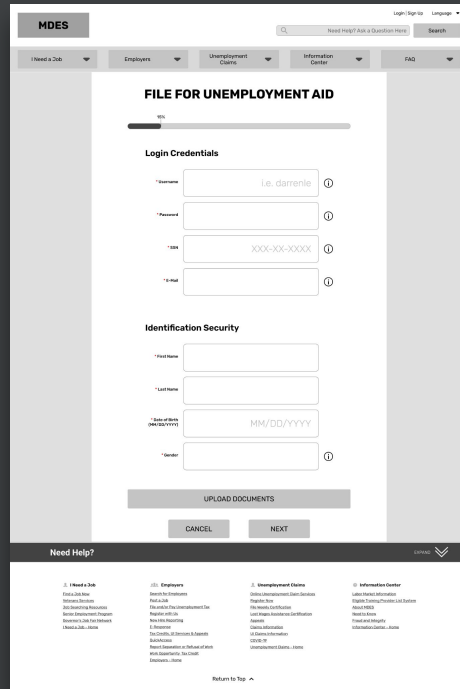 Login | Sign Up Language
MDES
Need Help? Ask a Question Here
Search
I Need a Job
Employers
Unemployment
Claims
Information
Center
FAQ
FILE FOR UNEMPLOYMENT AID
15%
Login Credentials
* Username
i.e. darrenle
* Password
* SSN
XXX-XX-XXXX
* E-Mail
Identification Security
* First Name
* Last Name
* Date of Birth
(MM/DD/YYYY)
MM/DD/YYYY
* Gender
UPLOAD DOCUMENTS
CANCEL
NEXT
Need Help?
EXPAND
I Need a Job
Find a Job Now
Veterans Services
Job Searching Resources
Senior Employment Program
Governor's Job Fair Network
I Need a Job - Home
Employers
Search for Employees
Post a Job
File and/or Pay Unemployment Tax
Register with Us
New Hire Reporting
E-Response
Tax Credits, UI Services & Appeals
QuickAccess
Report Separation or Refusal of Work
Work Opportunity Tax Credit
Employers - Home
Unemployment Claims
Online Unemployment Claim Services
Register Now
File Weekly Certification
Lost Wages Assistance Certification
Appeals
Claims Information
UI Claims Information
COVID-19
Unemployment Claims - Home
Information Center
Labor Market Information
Eligible Training Provider List System
About MDES
Need to Know
Fraud and Integrity
Information Center - Home
Return to Top